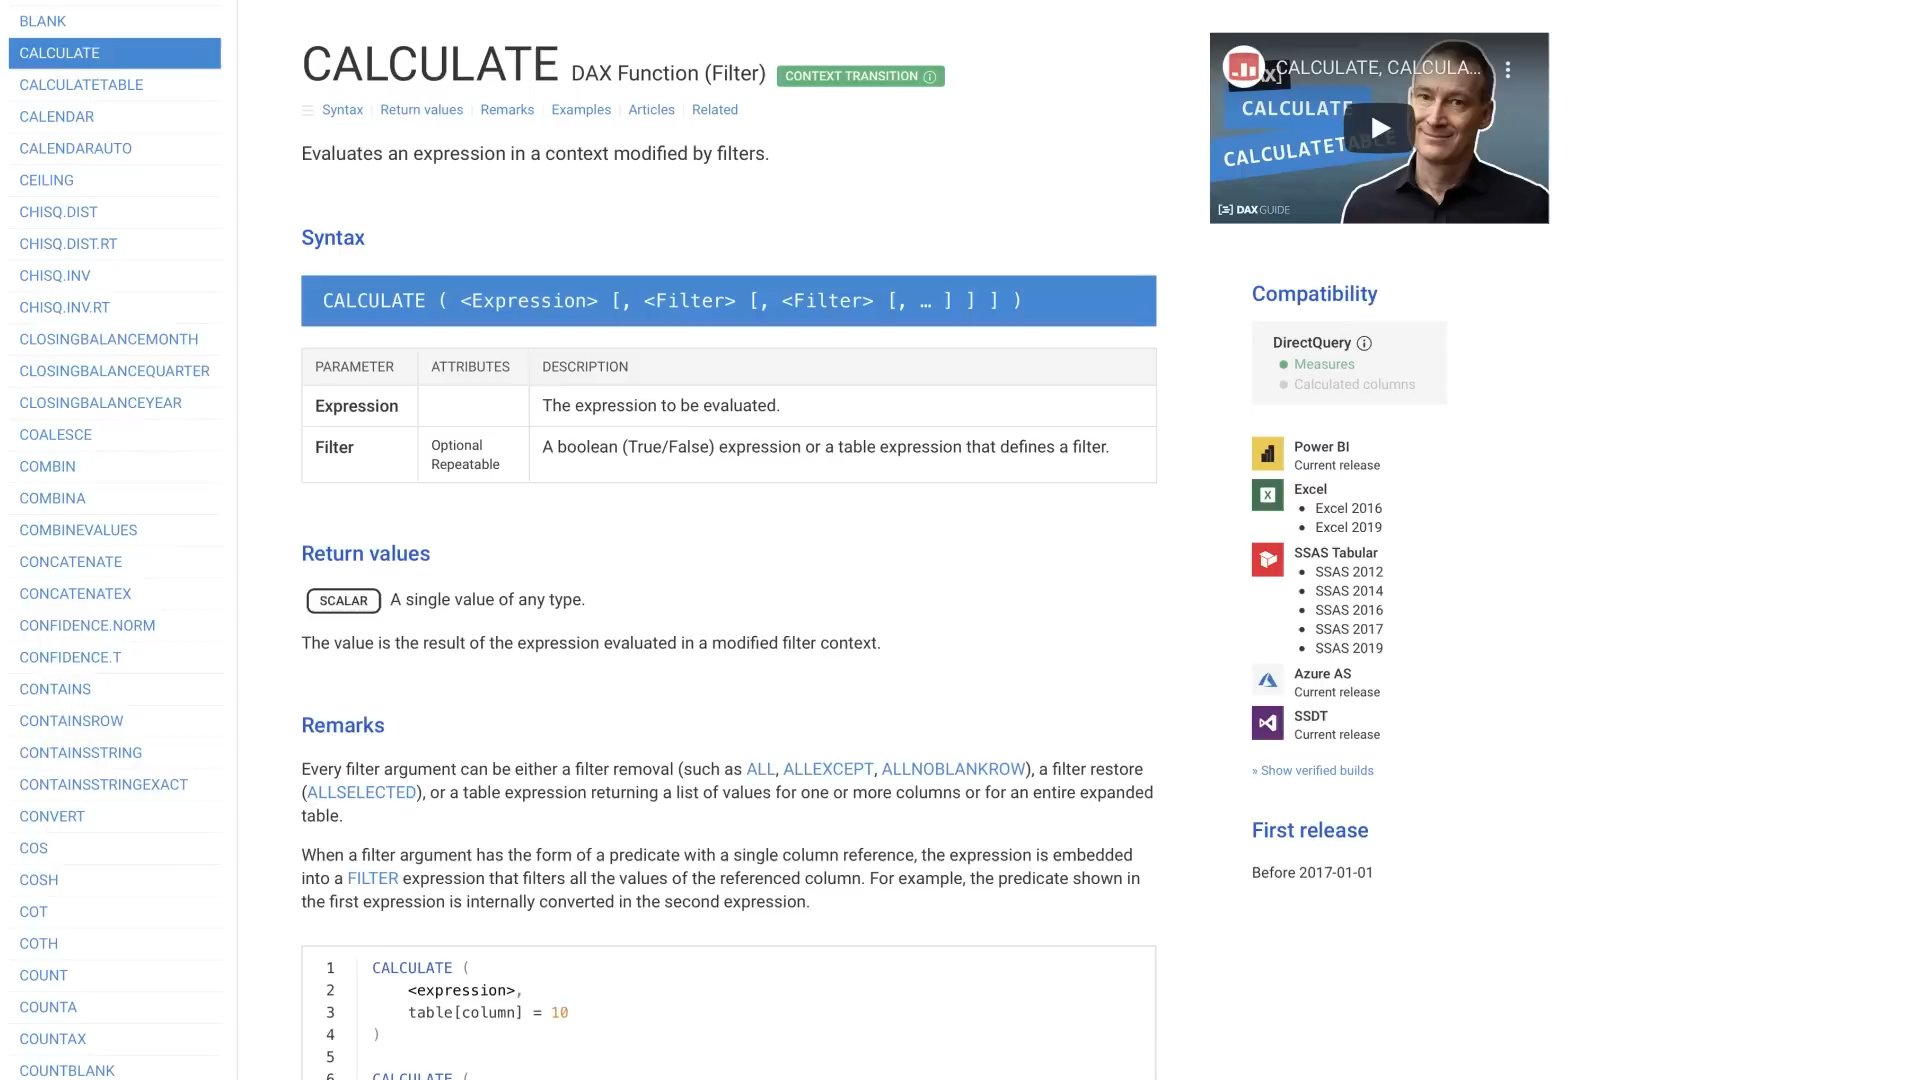 BLANK
CALCULATE
CALCULATETABLE
CALENDAR
CALENDARAUTO
CEILING
CHISQ.DIST
CHISQ.DIST.RT
CHISQ.INV
CHISQ.INV.RT
CLOSINGBALANCEMONTH
CLOSINGBALANCEQUARTER
CLOSINGBALANCEYEAR
COALESCE
COMBIN
COMBINA
COMBINEVALUES
CONCATENATE
CONCATENATEX
CONFIDENCE.NORM
CONFIDENCE.T
CONTAINS
CONTAINSROW
CONTAINSSTRING
CONTAINSSTRINGEXACT
CONVERT
COS
COSH
COT
COTH
COUNT
COUNTA
COUNTAX
COUNTBLANK
CALCULATE DAX Function (Filter) CONTEXT TRANSITION
Syntax Return values Remarks Examples Articles Related
Evaluates an expression in a context modified by filters.
Syntax
CALCULATE ( <Expression> [, <Filter> [, <Filter> [, … ] ] ] )
PARAMETER ATTRIBUTES DESCRIPTION
Expression The expression to be evaluated.
Filter Optional Repeatable A boolean (True/False) expression or a table expression that defines a filter.
Return values
SCALAR A single value of any type.
The value is the result of the expression evaluated in a modified filter context.
Remarks
Every filter argument can be either a filter removal (such as ALL, ALLEXCEPT, ALLNOBLANKROW), a filter restore
(ALLSELECTED), or a table expression returning a list of values for one or more columns or for an entire expanded
table.
When a filter argument has the form of a predicate with a single column reference, the expression is embedded
into a FILTER expression that filters all the values of the referenced column. For example, the predicate shown in
the first expression is internally converted in the second expression.
1 CALCULATE (
2 <expression>,
3 table[column] = 10
4 )
5
6 CALCULATE (
CALCULATE, CALCULA...
CALCULATE
CALCULATETABLE
DAX GUIDE
Compatibility
DirectQuery
Measures
Calculated columns
Power BI
Current release
Excel
Excel 2016
Excel 2019
SSAS Tabular
SSAS 2012
SSAS 2014
SSAS 2016
SSAS 2017
SSAS 2019
Azure AS
Current release
SSDT
Current release
» Show verified builds
First release
Before 2017-01-01